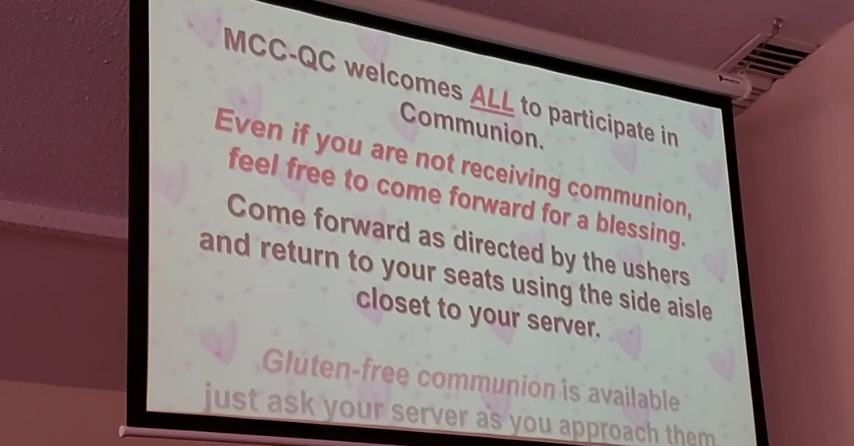 MCC-QC welcomes ALL to participate in
Communion.
Even if you are not receiving communion,
feel free to come forward for a blessing.
Come forward as directed by the ushers
and return to your seats using the side aisle
closet to your server.
Gluten-free communion is available
just ask your server as you approach them.